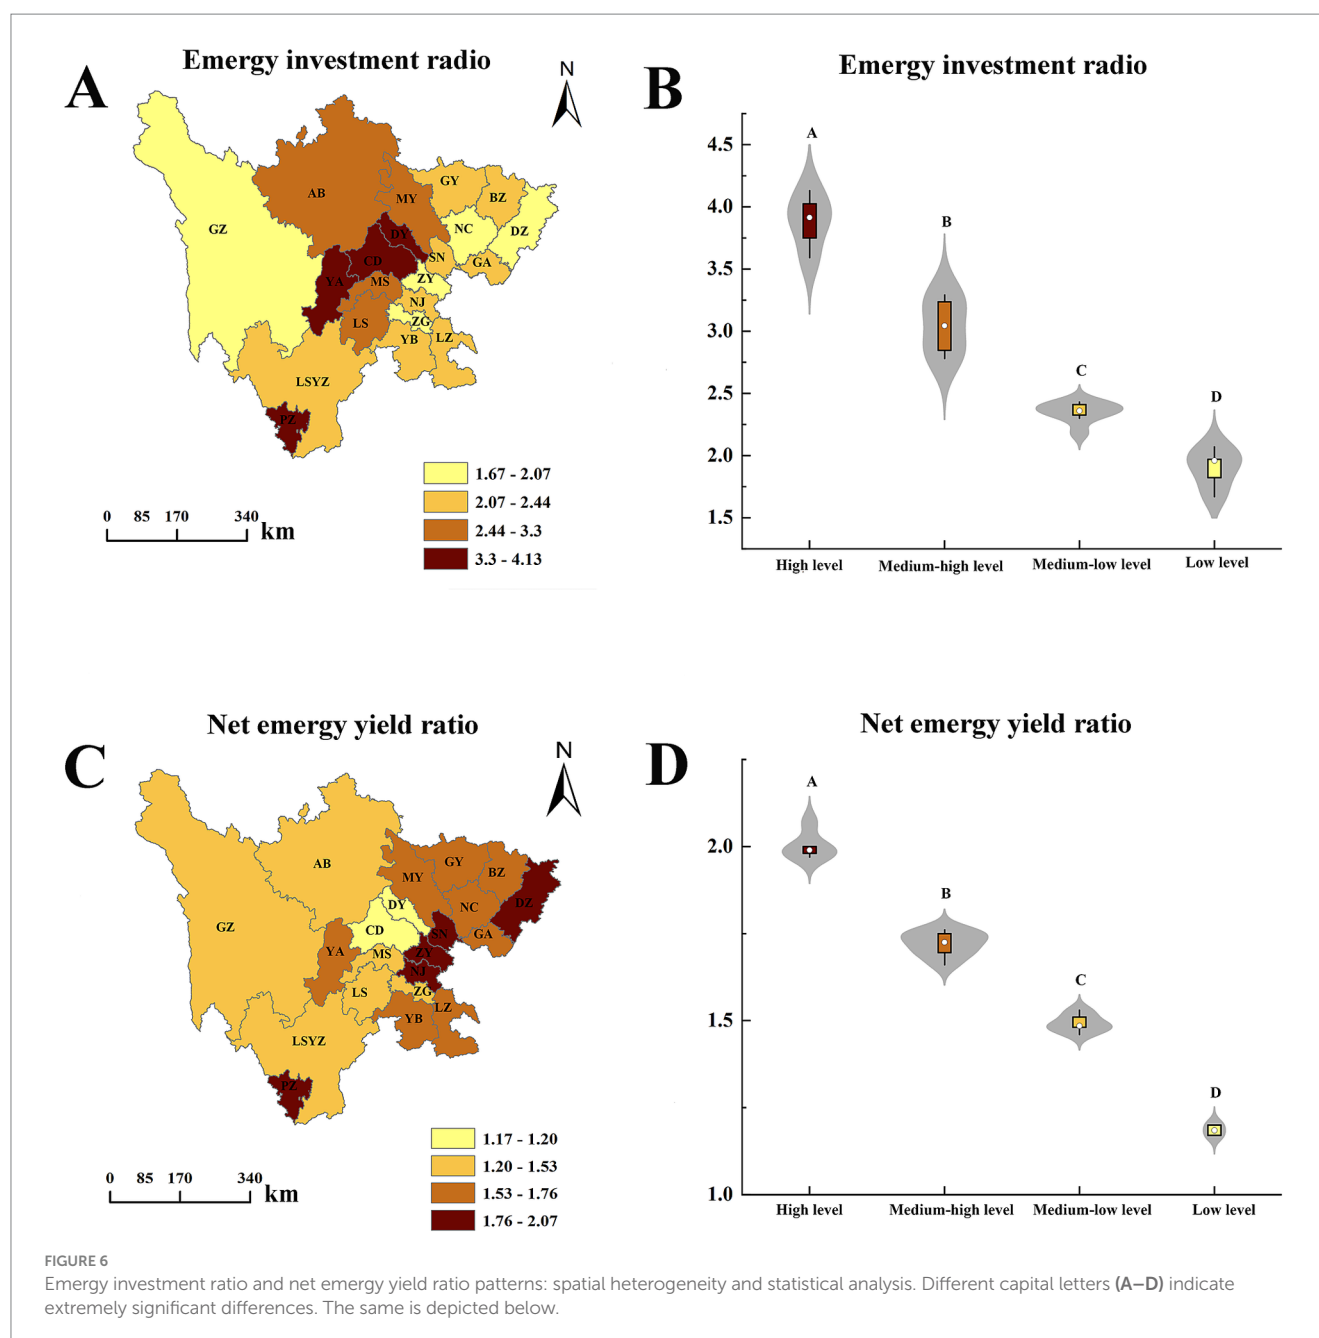 A
Emergy investment radio
N
GZ
AB
MY
GY
BZ
NC
DZ
DY
SN
GA
CD
YA
MS
ZY
NJ
LS
ZG
YB
LZ
LSYZ
PZ
0 85 170 340
km
1.67 - 2.07
2.07 - 2.44
2.44 - 3.3
3.3 - 4.13
B
Emergy investment radio
4.5
4.0
3.5
3.0
2.5
2.0
1.5
A
B
C
D
High level
Medium-high level
Medium-low level
Low level
C
Net emergy yield ratio
N
AB
GZ
MY
GY
BZ
NC
DZ
DY
CD
SN
GA
YA
MS
ZY
NJ
LS
ZG
LZ
YB
LSYZ
PZ
0 85 170 340
km
1.17 - 1.20
1.20 - 1.53
1.53 - 1.76
1.76 - 2.07
D
Net emergy yield ratio
2.0
1.5
1.0
A
B
C
D
High level
Medium-high level
Medium-low level
Low level
FIGURE 6
Emergy investment ratio and net emergy yield ratio patterns: spatial heterogeneity and statistical analysis. Different capital letters (A–D) indicate
extremely significant differences. The same is depicted below.